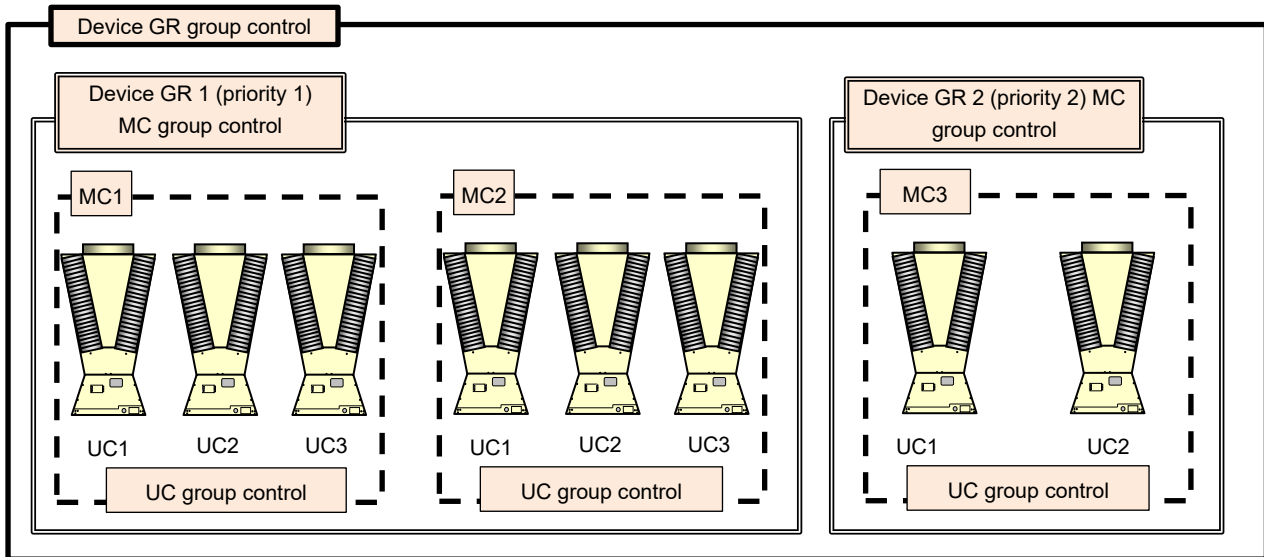 Device GR group control
Device GR 1 (priority 1)
MC group control
Device GR 2 (priority 2) MC
group control
MC1
MC2
MC3
UC1
UC2
UC3
UC1
UC2
UC3
UC1
UC2
UC group control
UC group control
UC group control